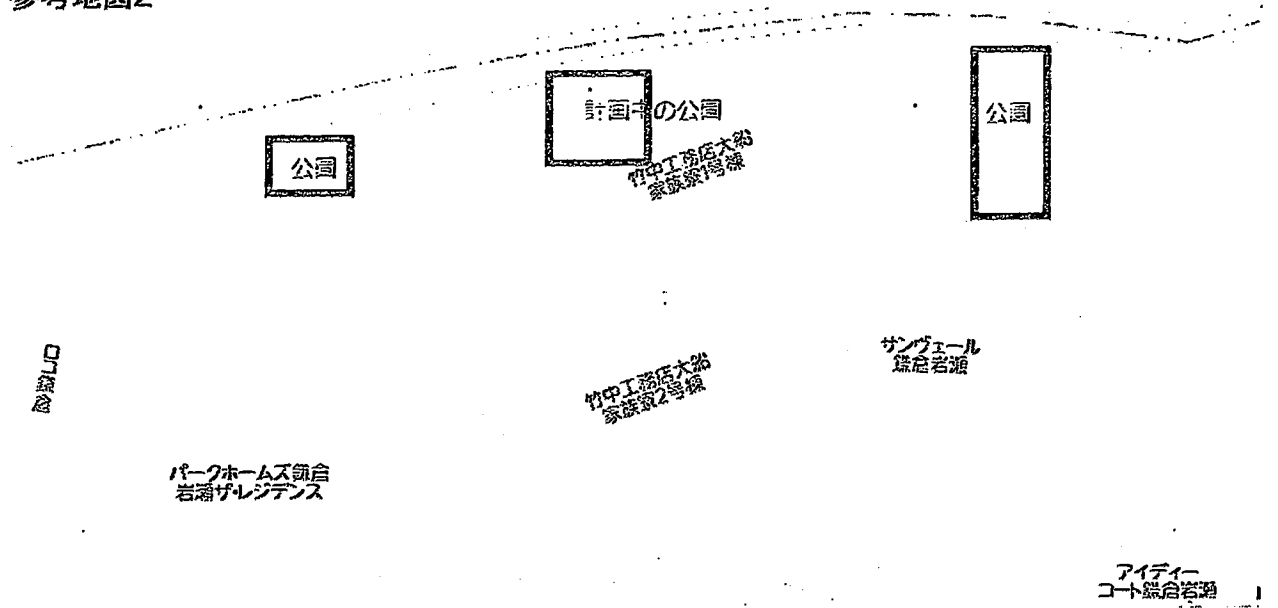 参考地図2
計画中の公園
公園
公園
竹中工務店大船
家族寮1号棟
サンヴェール
鎌倉岩瀬
竹中工務店大船
家族寮2号棟
パークホームズ鎌倉
岩瀬ザ・レジデンス
アイディー
コート鎌倉岩瀬